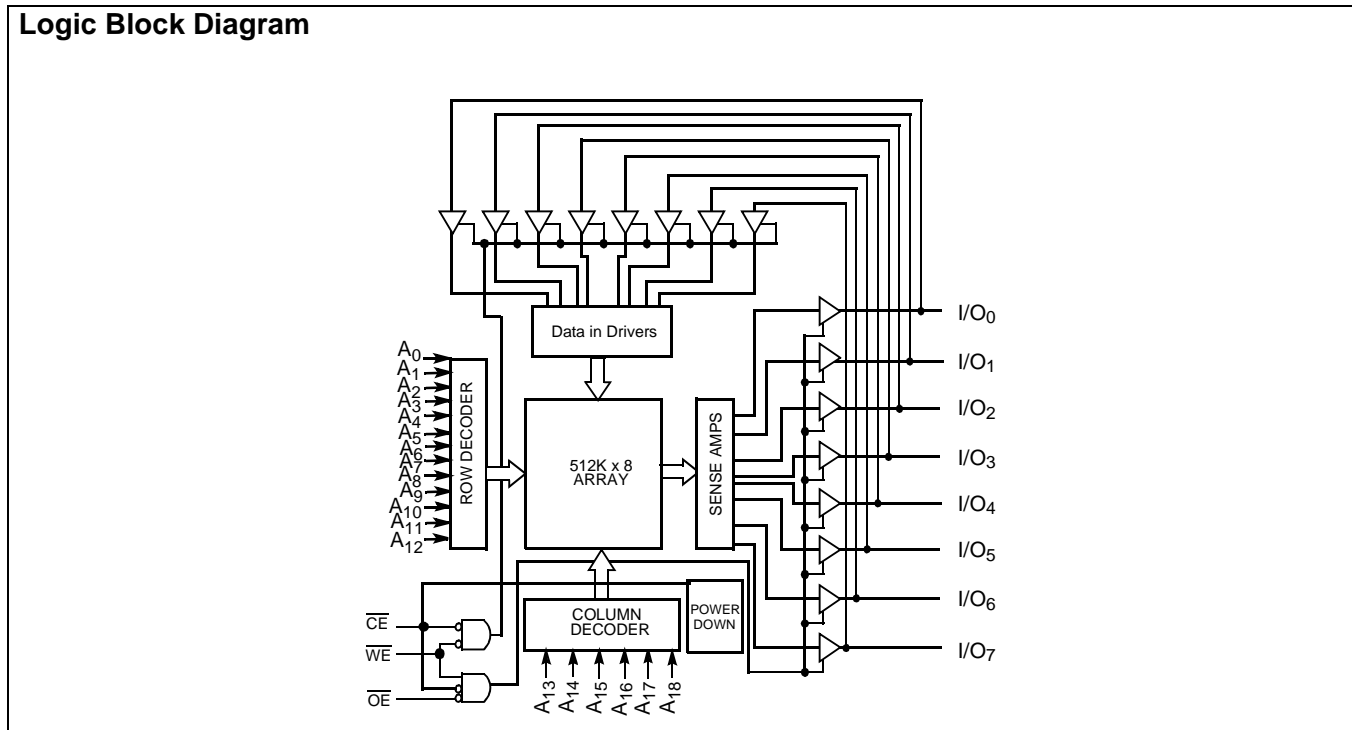 Logic Block Diagram
Data in Drivers
I/O0
I/O1
I/O2
I/O3
I/O4
I/O5
I/O6
I/O7
A0
A1
A2
A3
A4
A5
A6
A7
A8
A9
A10
A11
A12
ROW DECODER
512K x 8
ARRAY
SENSE AMPS
COLUMN
DECODER
POWER
DOWN
CE
WE
OE
A13
A14
A15
A16
A17
A18